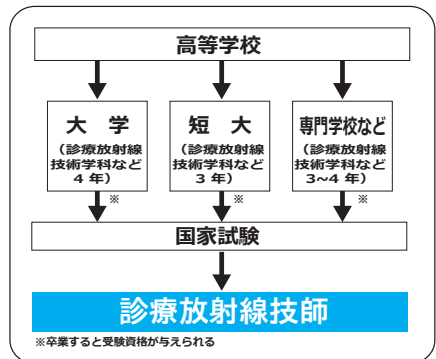 高等学校
大 学
（診療放射線
技術学科など
4 年）
短 大
（診療放射線
技術学科など
3 年）
専門学校など
（診療放射線
技術学科など
3~4 年）
※
※
※
国家試験
診療放射線技師
※卒業すると受験資格が与えられる